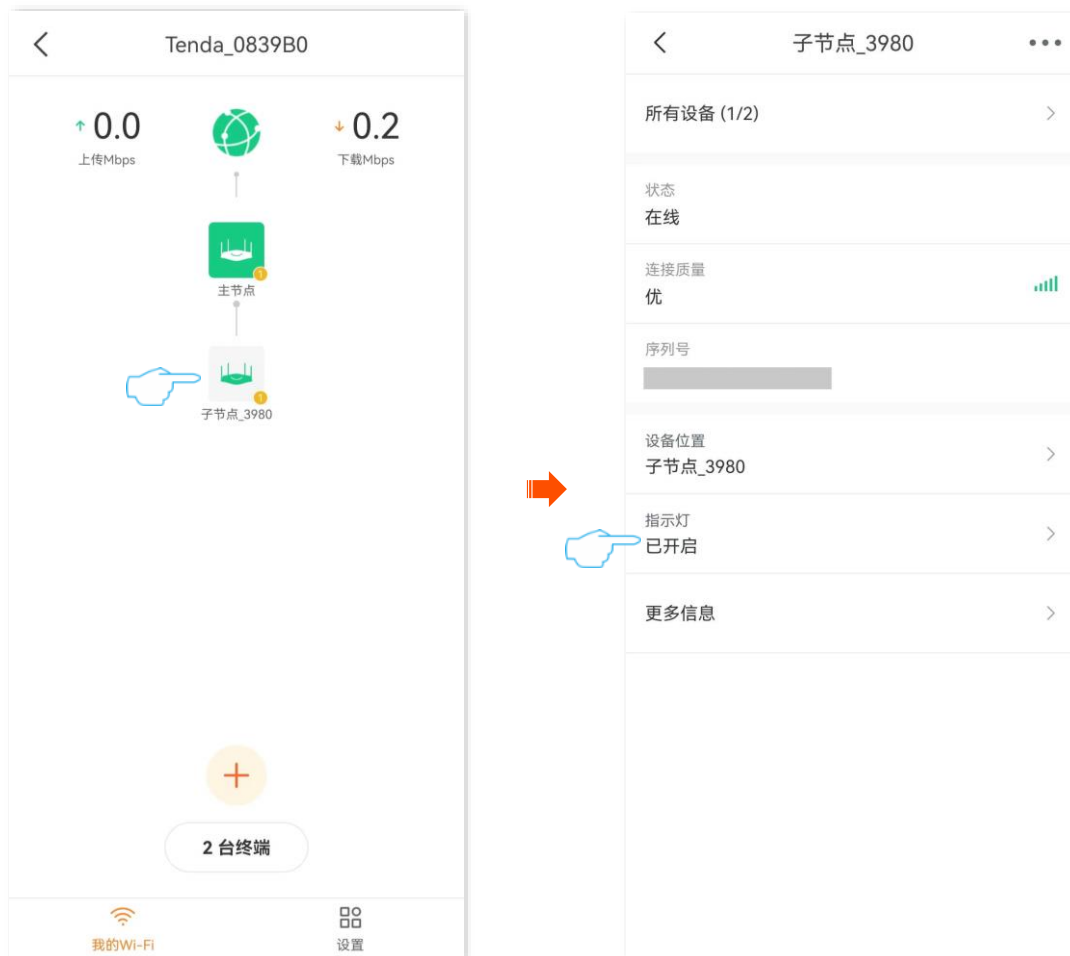 Tenda_0839B0
0.0
上传Mbps
0.2
下载Mbps
1
主节点
1
子节点_3980
2 台终端
我的Wi-Fi
设置
子节点_3980
所有设备 (1/2)
状态
在线
连接质量
优
序列号
设备位置
子节点_3980
指示灯
已开启
更多信息